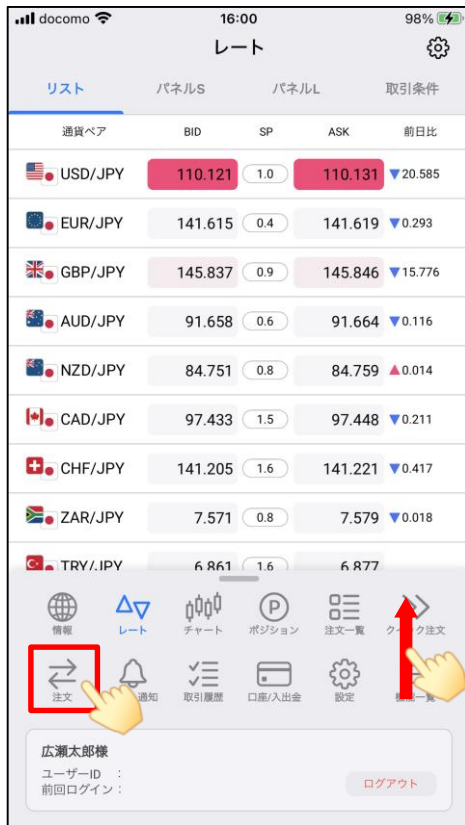 docomo 16:00 98%
レート
リスト パネルS パネルL 取引条件
通貨ペア BID SP ASK 前日比
USD/JPY 110.121 1.0 110.131 ▼20.585
EUR/JPY 141.615 0.4 141.619 ▼0.293
GBP/JPY 145.837 0.9 145.846 ▼15.776
AUD/JPY 91.658 0.6 91.664 ▼0.116
NZD/JPY 84.751 0.8 84.759 ▲0.014
CAD/JPY 97.433 1.5 97.448 ▼0.211
CHF/JPY 141.205 1.6 141.221 ▼0.417
ZAR/JPY 7.571 0.8 7.579 ▼0.018
TRY/JPY 6.861 1.6 6.877
情報 レート チャート P ポジション 注文一覧 クイック注文
注文 通知 取引履歴 口座/入出金 設定 一覧
広瀬太郎様
ユーザーID :
前回ログイン : ログアウト